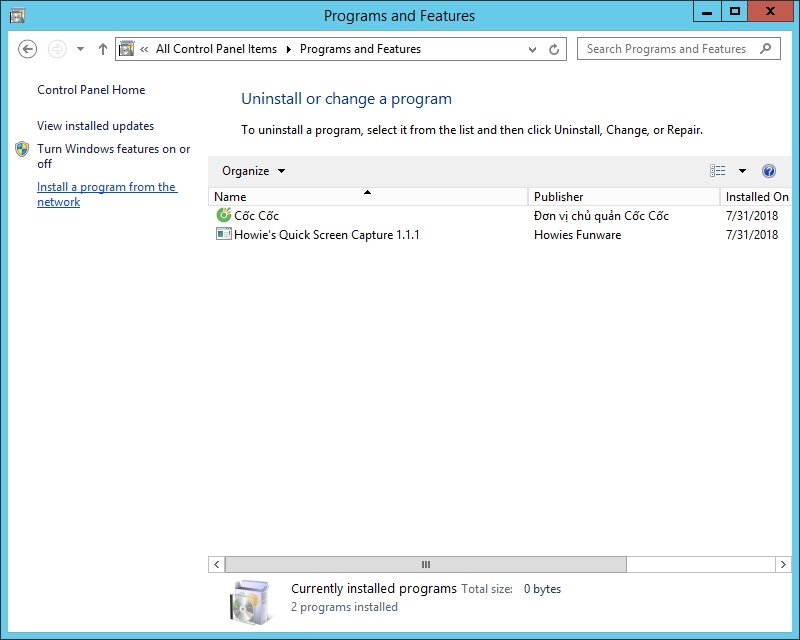 Programs and Features
« All Control Panel Items Programs and Features
Search Programs and Features
Control Panel Home
View installed updates
Turn Windows features on or
off
Install a program from the
network
Uninstall or change a program
To uninstall a program, select it from the list and then click Uninstall, Change, or Repair.
Organize
Name Publisher Installed On
Cốc Cốc Đơn vị chủ quản Cốc Cốc 7/31/2018
Howie's Quick Screen Capture 1.1.1 Howies Funware 7/31/2018
Currently installed programs Total size: 0 bytes
2 programs installed